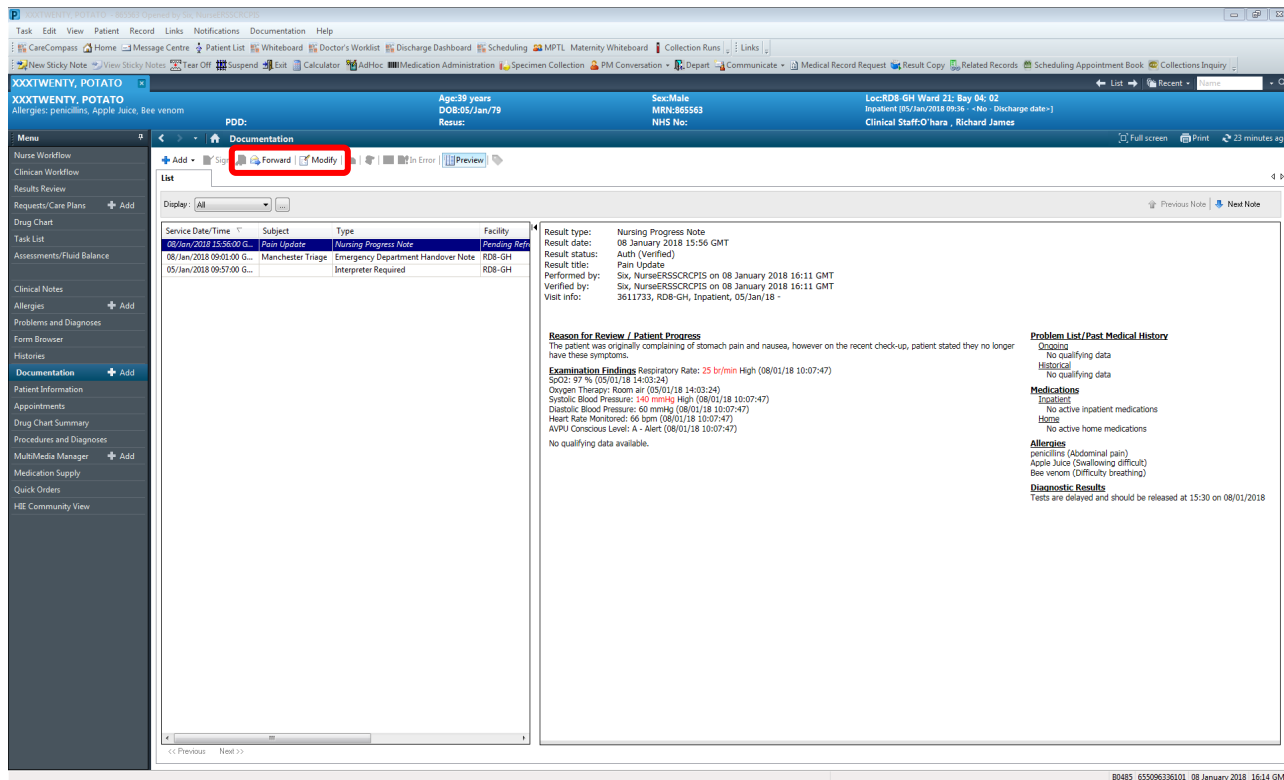 XXXTWENTY, POTATO - 865563 Opened by Six, NurseERSSCRCPIS
Task Edit View Patient Record Links Notifications Documentation Help
CareCompass Home Message Centre Patient List Whiteboard Doctor's Worklist Discharge Dashboard Scheduling MPTL Maternity Whiteboard Collection Runs Links
New Sticky Note View Sticky Notes Tear Off Suspend Exit Calculator AdHoc Medication Administration Specimen Collection PM Conversation Depart Communicate Medical Record Request Result Copy Related Records Scheduling Appointment Book Collections Inquiry
XXXTWENTY, POTATO List Recent Name
XXXTWENTY, POTATO Age:39 years Sex:Male Loc:RD8-GH Ward 21; Bay 04; 02
Allergies: penicillins, Apple Juice, Bee venom DOB:05/Jan/79 MRN:865563 Inpatient [05/Jan/2018 09:36 - <No - Discharge date>]
PDD: Resus: NHS No: Clinical Staff:O'hara , Richard James
Menu Documentation Full screen Print 23 minutes ag
Nurse Workflow
Clinican Workflow
Results Review
Requests/Care Plans Add
Drug Chart
Task List
Assessments/Fluid Balance
Clinical Notes
Allergies Add
Problems and Diagnoses
Form Browser
Histories
Documentation Add
Patient Information
Appointments
Drug Chart Summary
Procedures and Diagnoses
MultiMedia Manager Add
Medication Supply
Quick Orders
HIE Community View
Add Sign Forward Modify In Error Preview
List
Display: All ... Previous Note Next Note
Service Date/Time Subject Type Facility
08/Jan/2018 15:56:00 G... Pain Update Nursing Progress Note Pending Refr
08/Jan/2018 09:01:00 G... Manchester Triage Emergency Department Handover Note RD8-GH
05/Jan/2018 09:57:00 G... Interpreter Required RD8-GH
<< Previous Next >>
Result type: Nursing Progress Note
Result date: 08 January 2018 15:56 GMT
Result status: Auth (Verified)
Result title: Pain Update
Performed by: Six, NurseERSSCRCPIS on 08 January 2018 16:11 GMT
Verified by: Six, NurseERSSCRCPIS on 08 January 2018 16:11 GMT
Visit info: 3611733, RD8-GH, Inpatient, 05/Jan/18 -
Reason for Review / Patient Progress
The patient was originally complaining of stomach pain and nausea, however on the recent check-up, patient stated they no longer
have these symptoms.
Examination Findings Respiratory Rate: 25 br/min High (08/01/18 10:07:47)
SpO2: 97 % (05/01/18 14:03:24)
Oxygen Therapy: Room air (05/01/18 14:03:24)
Systolic Blood Pressure: 140 mmHg High (08/01/18 10:07:47)
Diastolic Blood Pressure: 60 mmHg (08/01/18 10:07:47)
Heart Rate Monitored: 66 bpm (08/01/18 10:07:47)
AVPU Conscious Level: A - Alert (08/01/18 10:07:47)
No qualifying data available.
Problem List/Past Medical History
Ongoing
No qualifying data
Historical
No qualifying data
Medications
Inpatient
No active inpatient medications
Home
No active home medications
Allergies
penicillins (Abdominal pain)
Apple Juice (Swallowing difficult)
Bee venom (Difficulty breathing)
Diagnostic Results
Tests are delayed and should be released at 15:30 on 08/01/2018
B0485 655096336101 08 January 2018 16:14 GM